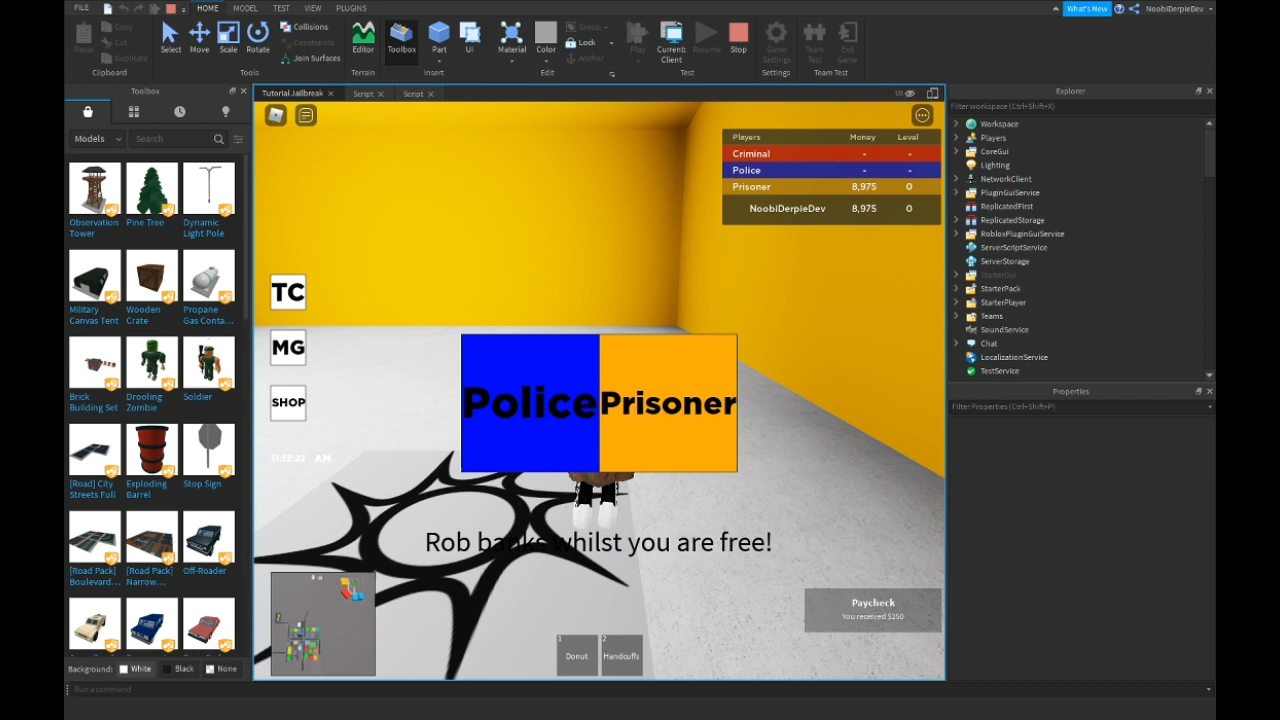 FILE HOME MODEL TEST VIEW PLUGINS What's New NoobiDerpieDev
Paste Copy Cut Duplicate Select Move Scale Rotate Collisions Constraints Join Surfaces Editor Toolbox Part UI Material Color Group Lock Anchor Play Current: Client Resume Stop Game Settings Team Test Exit Game
Clipboard Tools Terrain Insert Edit Test Settings Team Test
Toolbox
Models Search
Observation Tower
Pine Tree
Dynamic Light Pole
Military Canvas Tent
Wooden Crate
Propane Gas Conta...
Brick Building Set
Drooling Zombie
Soldier
[Road] City Streets Full
Exploding Barrel
Stop Sign
[Road Pack] Boulevard...
[Road Pack] Narrow...
Off-Roader
Background: White Black None
Run a command
Tutorial Jailbreak × Script × Script × UI
Players Money Level
Criminal - -
Police - -
Prisoner 8,975 0
NoobiDerpieDev 8,975 0
TC
MG
SHOP
11:12:22 AM
Police Prisoner
Rob banks whilst you are free!
Paycheck
You received $250
1 Donut
2 Handcuffs
Explorer
Filter workspace (Ctrl+Shift+X)
Workspace
Players
CoreGui
Lighting
NetworkClient
PluginGuiService
ReplicatedFirst
ReplicatedStorage
RobloxPluginGuiService
ServerScriptService
ServerStorage
StarterGui
StarterPack
StarterPlayer
Teams
SoundService
Chat
LocalizationService
TestService
Properties
Filter Properties (Ctrl+Shift+P)